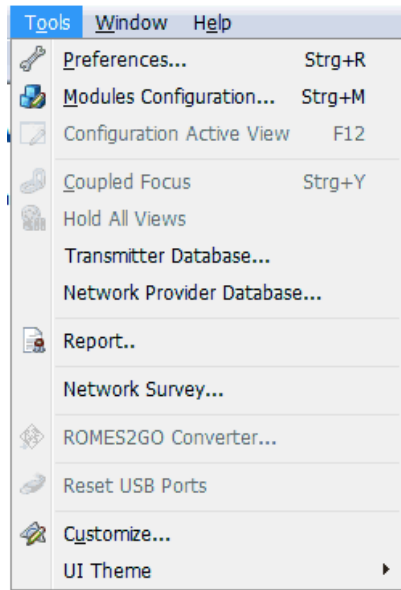 Tools Window Help
Preferences... Strg+R
Modules Configuration... Strg+M
Configuration Active View F12
Coupled Focus Strg+Y
Hold All Views
Transmitter Database...
Network Provider Database...
Report..
Network Survey...
ROMES2GO Converter...
Reset USB Ports
Customize...
UI Theme